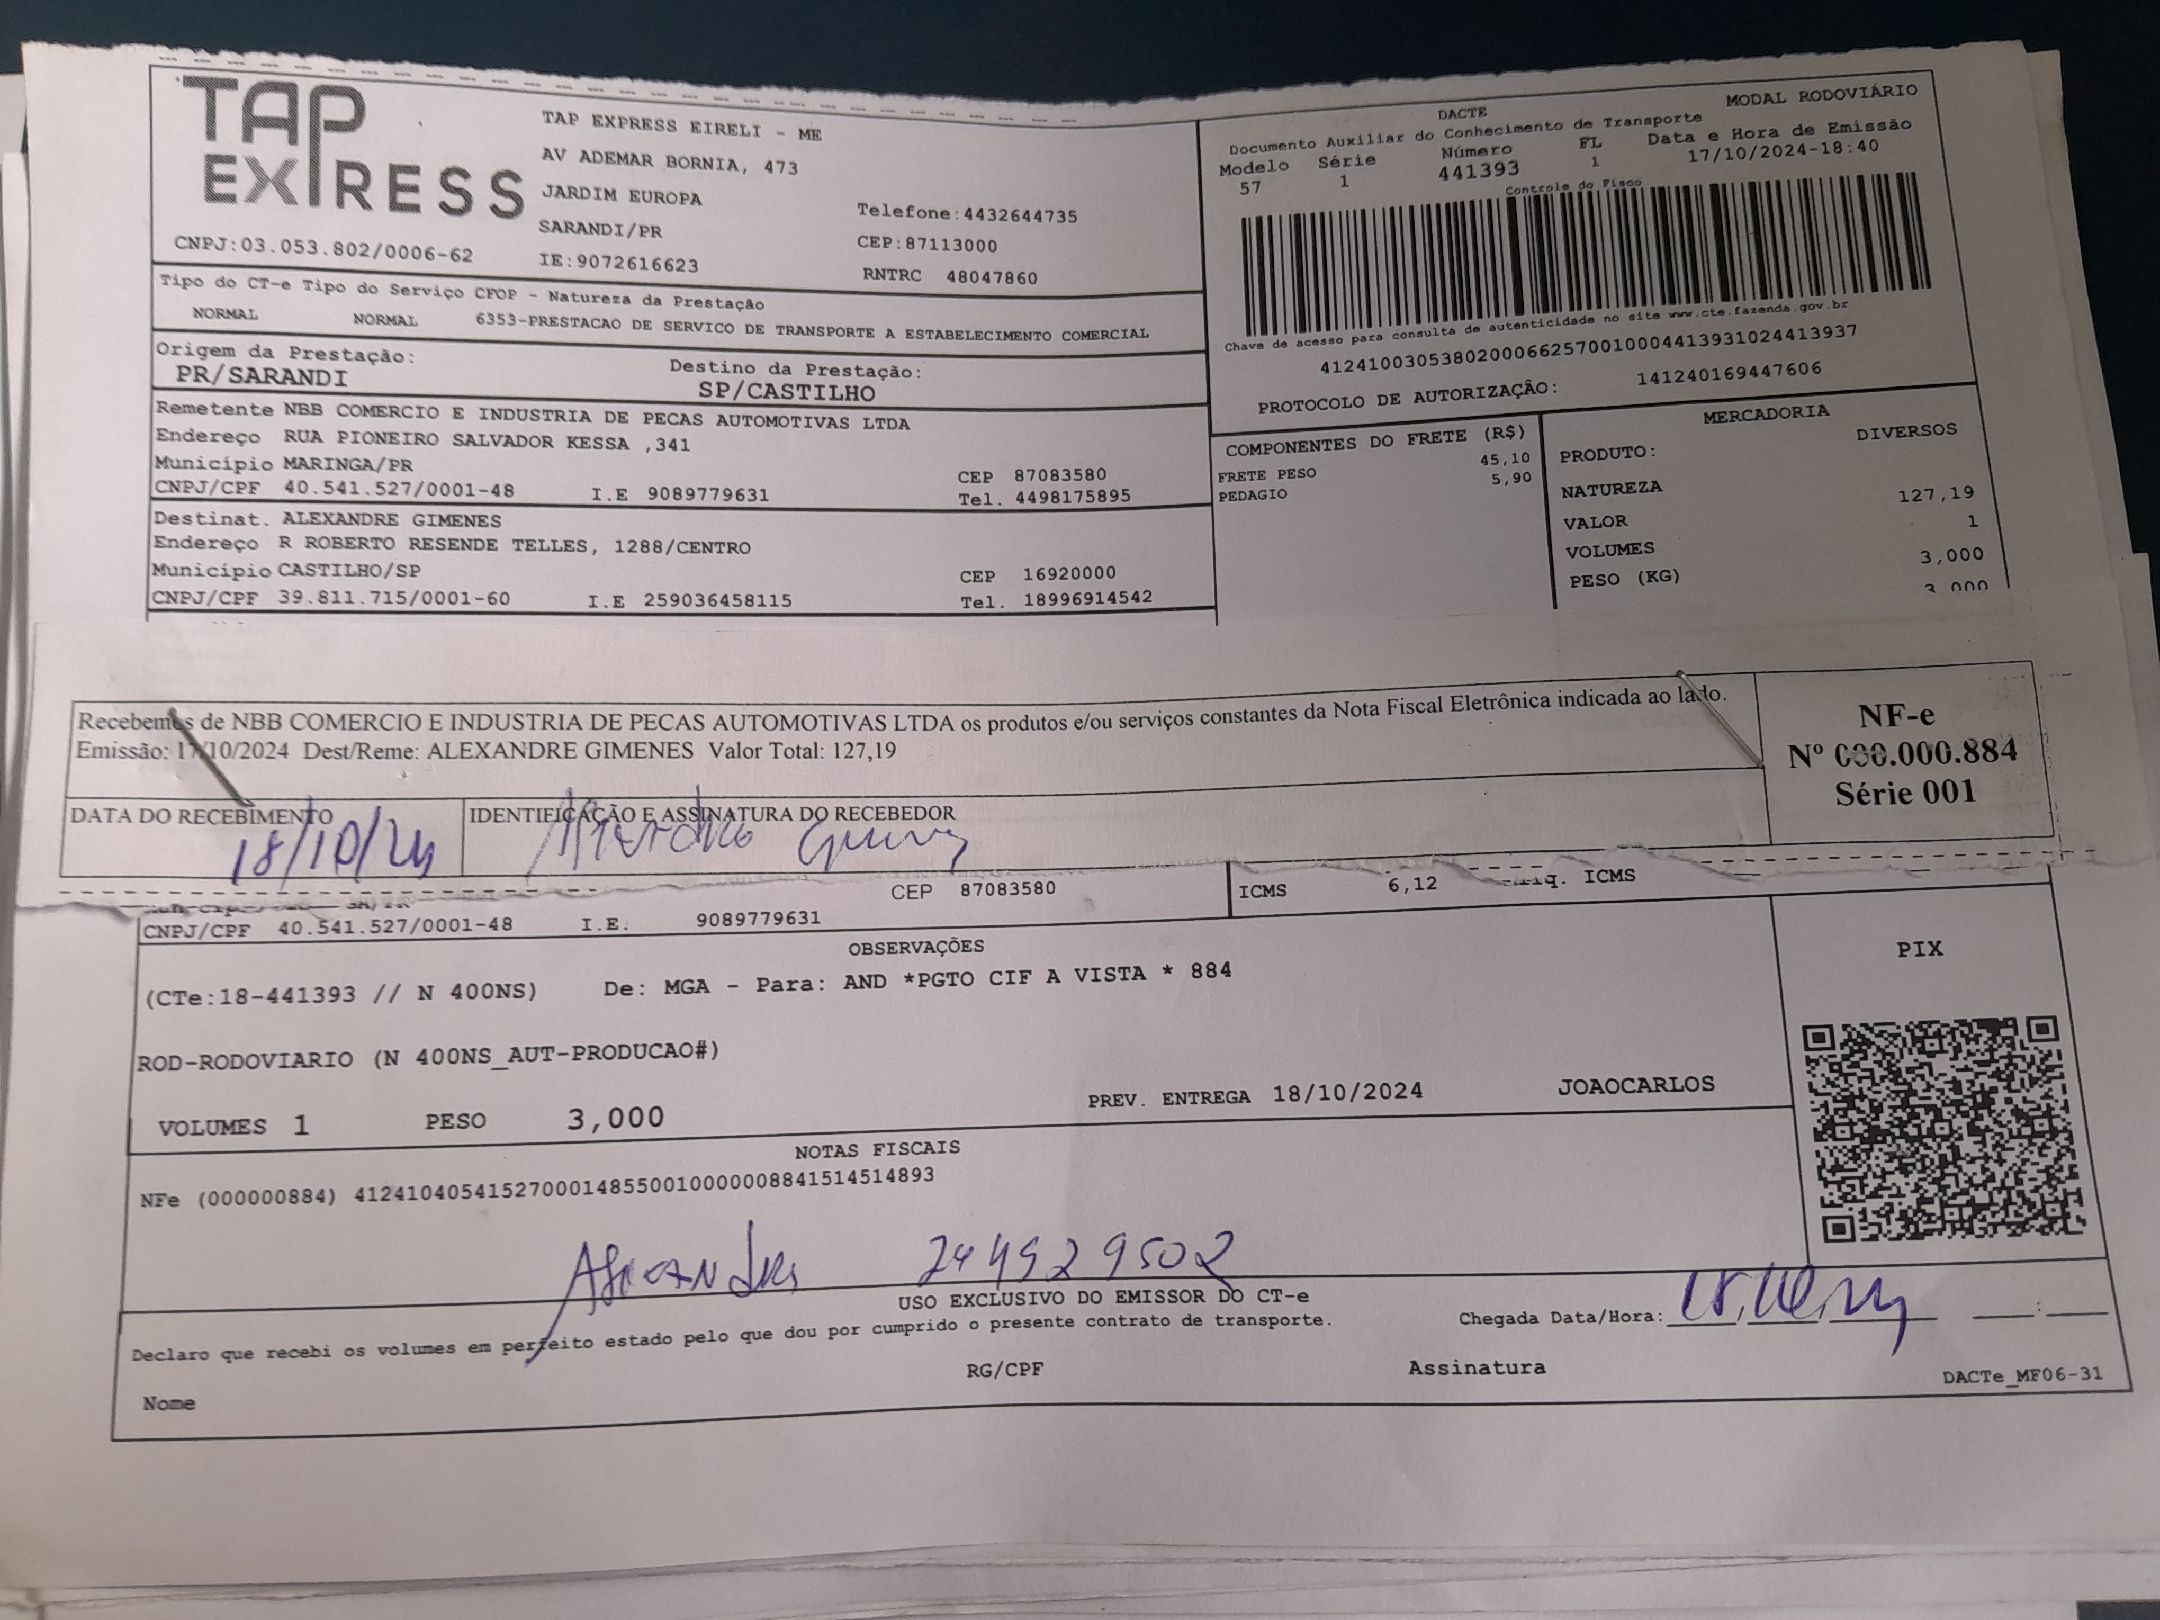 TAP
EXPRESS
CNPJ:03.053.802/0006-62
TAP EXPRESS EIRELI - ME
AV ADEMAR BORNIA, 473
JARDIM EUROPA
SARANDI/PR
IE:9072616623
Telefone:4432644735
CEP:87113000
RNTRC 48047860
DACTE
MODAL RODOVIÁRIO
Documento Auxiliar do Conhecimento de Transporte
Modelo Série Número FL Data e Hora de Emissão
57 1 441393 1 17/10/2024-18:40
Controle do Fisco
Chave de acesso para consulta de autenticidade no site www.cte.fazenda.gov.br
41241003053802000662570010004413931024413937
PROTOCOLO DE AUTORIZAÇÃO: 141240169447606
Tipo do CT-e Tipo do Serviço CFOP - Natureza da Prestação
NORMAL NORMAL 6353-PRESTACAO DE SERVICO DE TRANSPORTE A ESTABELECIMENTO COMERCIAL
Origem da Prestação: Destino da Prestação:
PR/SARANDI SP/CASTILHO
Remetente NBB COMERCIO E INDUSTRIA DE PECAS AUTOMOTIVAS LTDA
Endereço RUA PIONEIRO SALVADOR KESSA ,341
Município MARINGA/PR CEP 87083580
CNPJ/CPF 40.541.527/0001-48 I.E 9089779631 Tel. 4498175895
Destinat. ALEXANDRE GIMENES
Endereço R ROBERTO RESENDE TELLES, 1288/CENTRO
Município CASTILHO/SP CEP 16920000
CNPJ/CPF 39.811.715/0001-60 I.E 259036458115 Tel. 18996914542
COMPONENTES DO FRETE (R$)
FRETE PESO 45,10
PEDAGIO 5,90
MERCADORIA
PRODUTO: DIVERSOS
NATUREZA
VALOR 127,19
VOLUMES 1
PESO (KG) 3,000
3,000
Recebemos de NBB COMERCIO E INDUSTRIA DE PECAS AUTOMOTIVAS LTDA os produtos e/ou serviços constantes da Nota Fiscal Eletrônica indicada ao lado.
Emissão: 17/10/2024 Dest/Reme: ALEXANDRE GIMENES Valor Total: 127,19
NF-e
Nº 000.000.884
Série 001
DATA DO RECEBIMENTO IDENTIFICAÇÃO E ASSINATURA DO RECEBEDOR
18/10/24
CEP 87083580
ICMS 6,12 ICMS
CNPJ/CPF 40.541.527/0001-48 I.E. 9089779631
OBSERVAÇÕES
(CTe:18-441393 // N 400NS) De: MGA - Para: AND *PGTO CIF A VISTA * 884
PIX
ROD-RODOVIARIO (N 400NS_AUT-PRODUCAO#)
PREV. ENTREGA 18/10/2024 JOAOCARLOS
VOLUMES 1 PESO 3,000
NOTAS FISCAIS
NFe (000000884) 41241040541527000148550010000008841514514893
Alexandre 244929502
USO EXCLUSIVO DO EMISSOR DO CT-e
Declaro que recebi os volumes em perfeito estado pelo que dou por cumprido o presente contrato de transporte.
Chegada Data/Hora:
Nome RG/CPF Assinatura
DACTe_MF06-31